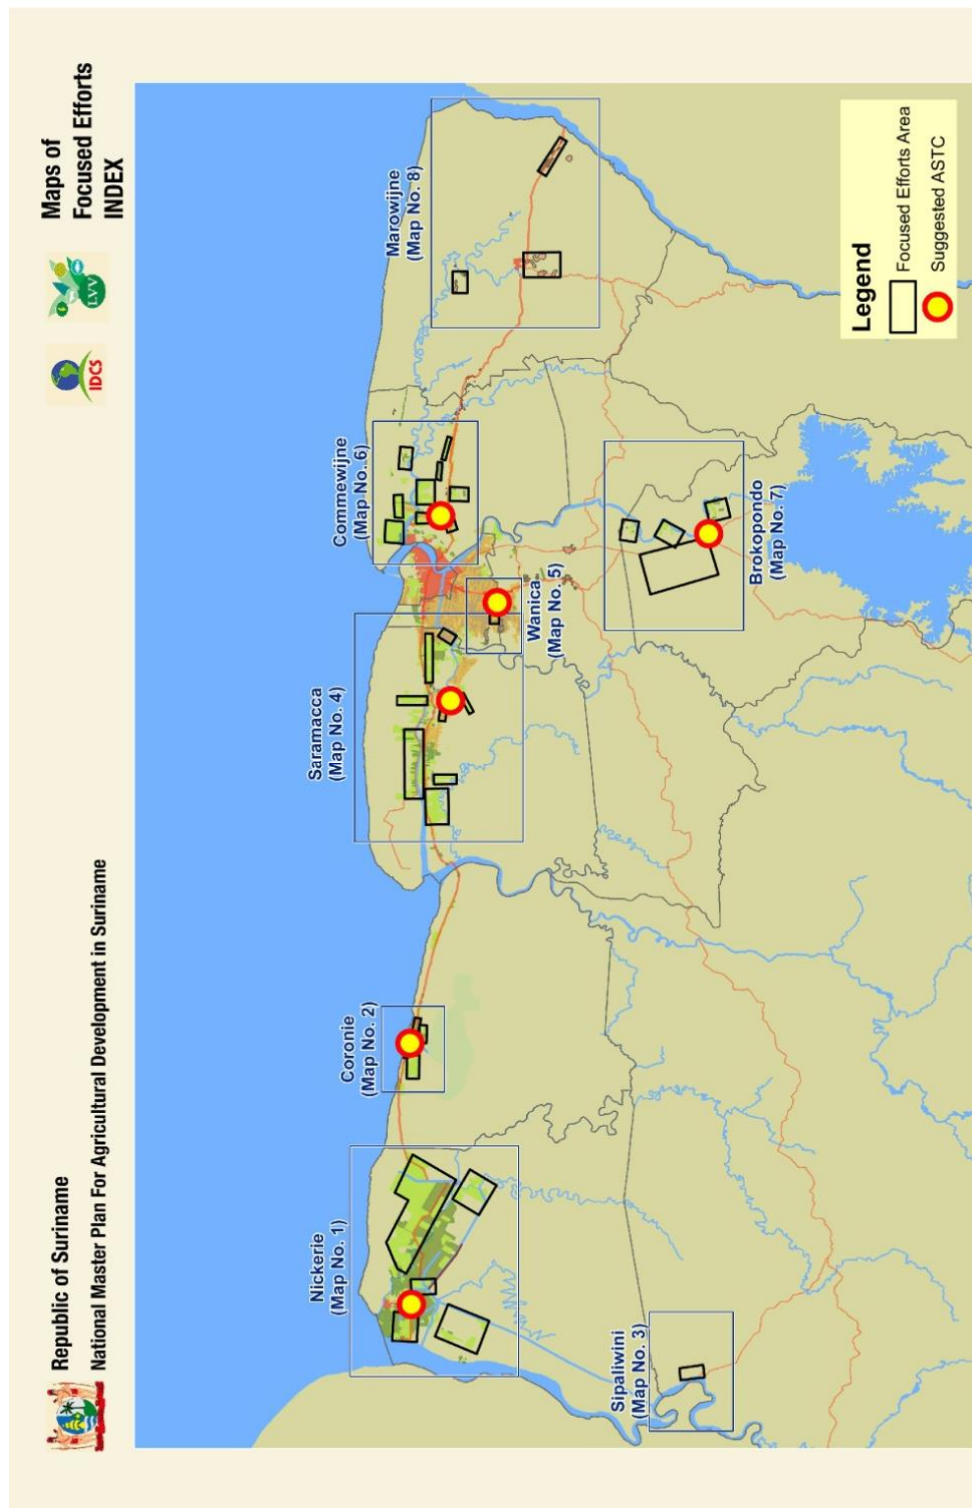 Republic of Suriname
National Master Plan For Agricultural Development in Suriname
IDCS
LVV
Maps of
Focused Efforts
INDEX
Nickerie
(Map No. 1)
Coronie
(Map No. 2)
Sipaliwini
(Map No. 3)
Saramacca
(Map No. 4)
Wanica
(Map No. 5)
Commewijne
(Map No. 6)
Brokopondo
(Map No. 7)
Marowijne
(Map No. 8)
Legend
Focused Efforts Area
Suggested ASTC